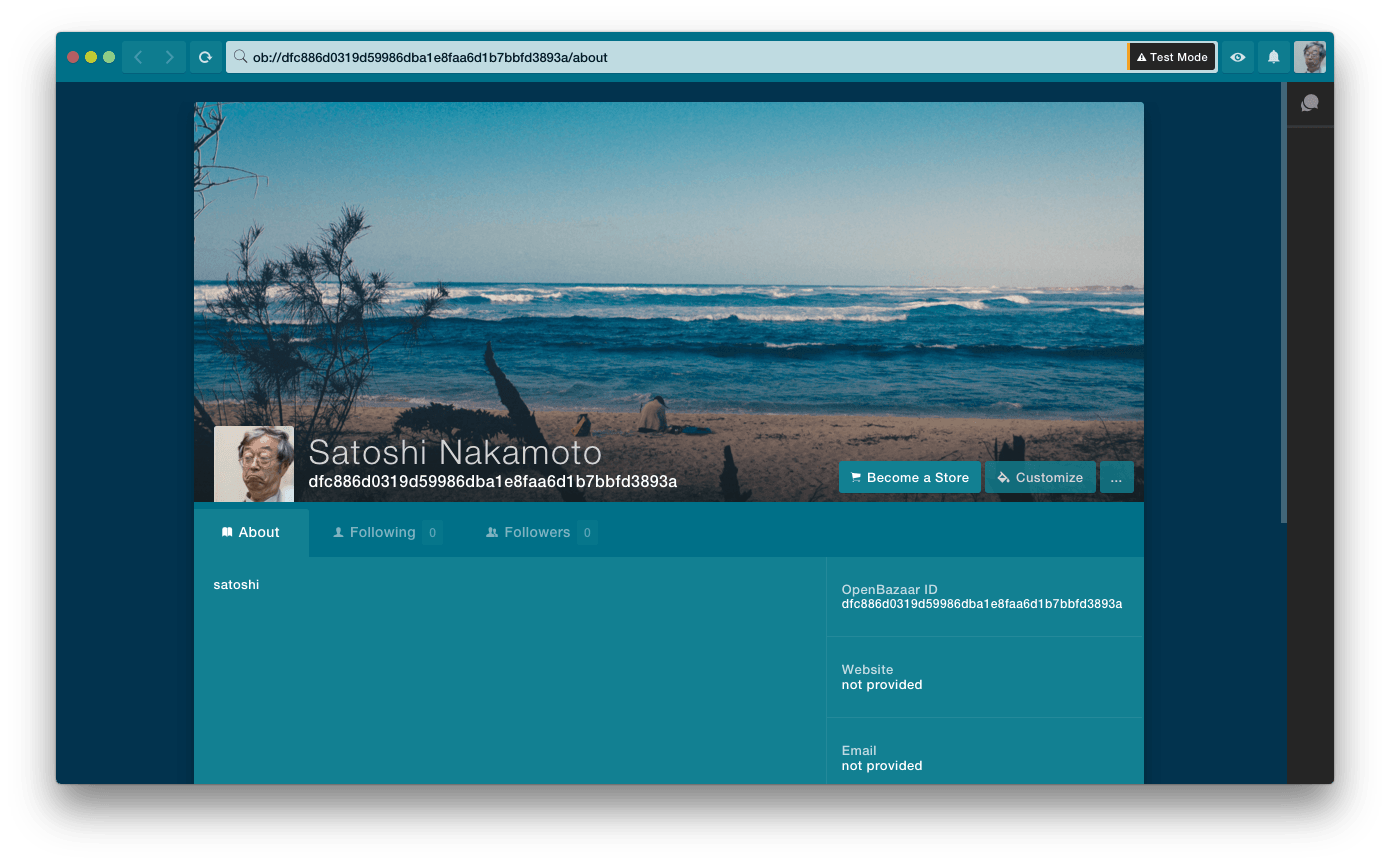 ob://dfc886d0319d59986dba1e8faa6d1b7bbfd3893a/about
Test Mode
Satoshi Nakamoto
dfc886d0319d59986dba1e8faa6d1b7bbfd3893a
Become a Store
Customize
...
About
Following 0
Followers 0
satoshi
OpenBazaar ID
dfc886d0319d59986dba1e8faa6d1b7bbfd3893a
Website
not provided
Email
not provided